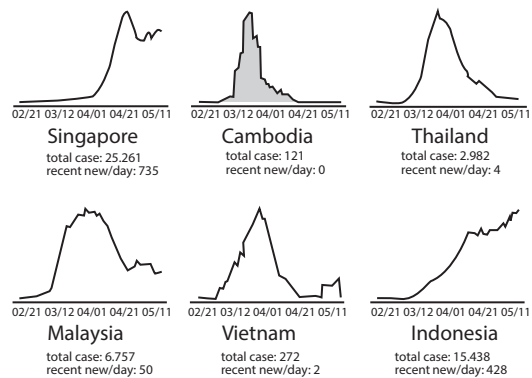 02/21 03/12 04/01 04/21 05/11
Singapore
total case: 25.261
recent new/day: 735
02/21 03/12 04/01 04/21 05/11
Cambodia
total case: 121
recent new/day: 0
02/21 03/12 04/01 04/21 05/11
Thailand
total case: 2.982
recent new/day: 4
02/21 03/12 04/01 04/21 05/11
Malaysia
total case: 6.757
recent new/day: 50
02/21 03/12 04/01 04/21 05/11
Vietnam
total case: 272
recent new/day: 2
02/21 03/12 04/01 04/21 05/11
Indonesia
total case: 15.438
recent new/day: 428